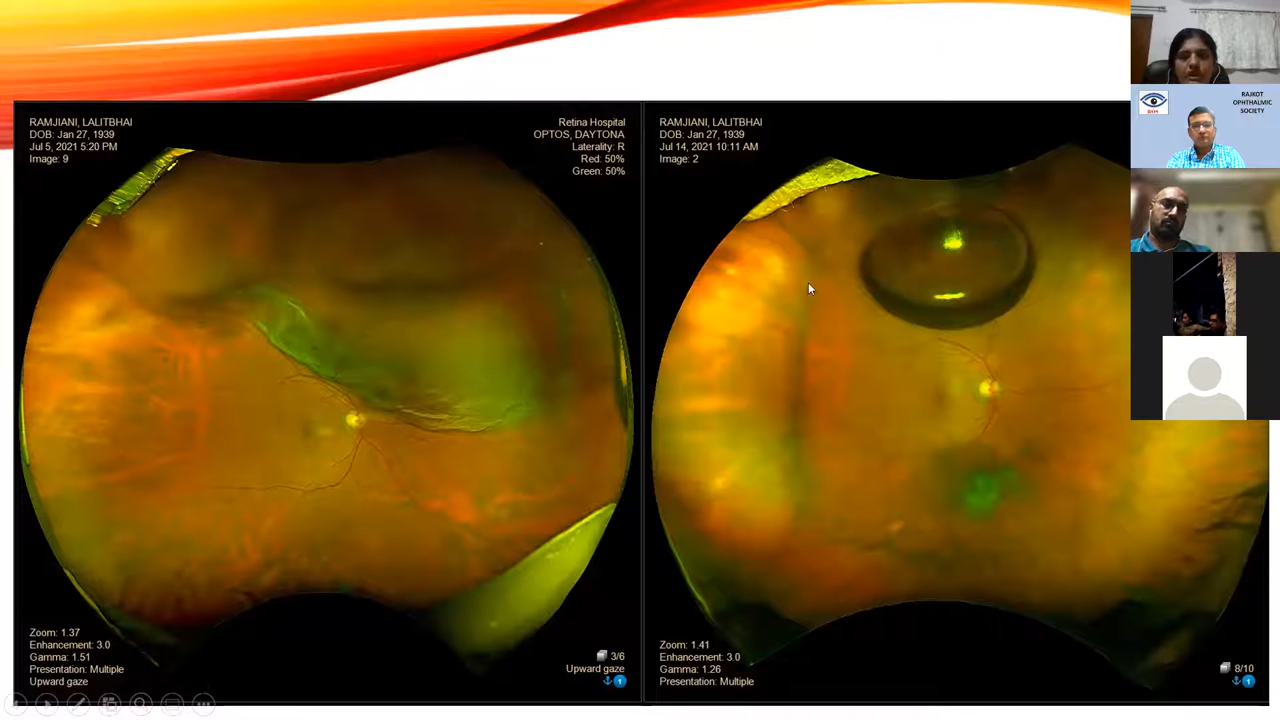 RAMJIANI, LALITBHAI
DOB: Jan 27, 1939
Jul 5, 2021 5:20 PM
Image: 9
Retina Hospital
OPTOS, DAYTONA
Laterality: R
Red: 50%
Green: 50%
Zoom: 1.37
Enhancement: 3.0
Gamma: 1.51
Presentation: Multiple
Upward gaze
3/6
Upward gaze
1
RAMJIANI, LALITBHAI
DOB: Jan 27, 1939
Jul 14, 2021 10:11 AM
Image: 2
Zoom: 1.41
Enhancement: 3.0
Gamma: 1.26
Presentation: Multiple
8/10
1
RAJKOT
OPHTHALMIC
SOCIETY